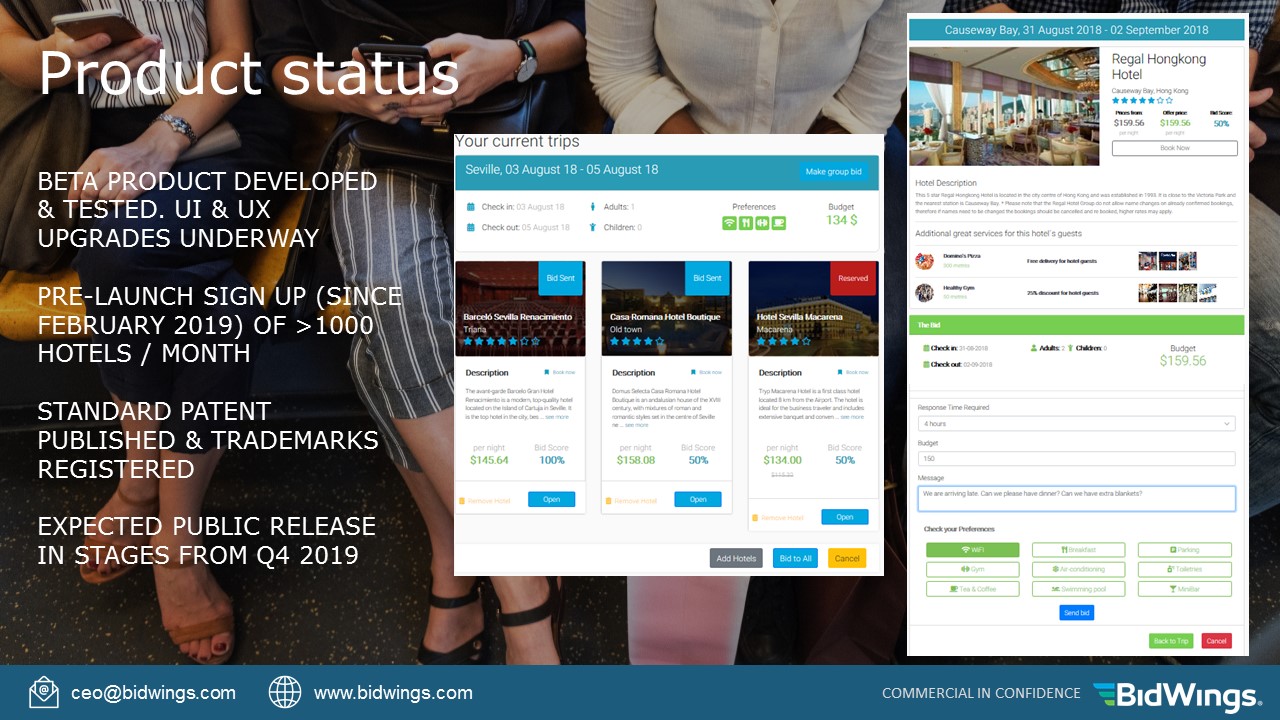 Product status
BETA PRODUCT DEVELOPED
& TESTED. UI & UX
UPGRADES UNDERWAY
PRE-LAUNCH SIGN UP (SINCE
FEBRUARY 2019) OF >1000
HOTELS / MONTH
STANDARD PATENT
PUBLISHED & TRADEMARKS
REGISTERED
EXPECTED PUBLIC RELEASE
IN STAGES FROM Q4 2019
Your current trips
Seville, 03 August 18 - 05 August 18
Make group bid
Check in: 03 August 18
Adults: 1
Preferences
Budget
134 $
Check out: 05 August 18
Children: 0
Bid Sent
Barceló Sevilla Renacimiento
Triana
Description
Book now
The avant-garde Barcelo Gran Hotel
Renacimiento is a modern, top-quality hotel
located on the Island of Cartuja in Seville. It
is the top hotel in the city, bes ... see more
per night
Bid Score
$145.64
100%
Remove Hotel
Open
Bid Sent
Casa Romana Hotel Boutique
Old town
Description
Book now
Domus Selecta Casa Romana Hotel
Boutique is an andalusian house of the XVIII
century, with mixtures of roman and
romantic styles set in the centre of Seville
ne ... see more
per night
Bid Score
$158.08
50%
Remove Hotel
Open
Reserved
Hotel Sevilla Macarena
Macarena
Description
Book now
Tryp Macarena Hotel is a first class hotel
located 8 km from the Airport. The hotel is
ideal for the business traveler and includes
extensive banquet and conven ... see more
per night
Bid Score
$134.00
50%
Remove Hotel
Open
Add Hotels
Bid to All
Cancel
Causeway Bay, 31 August 2018 - 02 September 2018
Regal Hongkong
Hotel
Causeway Bay, Hong Kong
Prices from
Offer price
Bid Score
$159.56
$159.56
50%
per night
per night
Book Now
Hotel Description
This 5 star Regal Hongkong Hotel is located in the city centre of Hong Kong and was established in 1993. It is close to the Victoria Park and
the nearest station is Causeway Bay. * Please note that the Regal Hotel Group do not allow name changes on already confirmed bookings,
therefore if names need to be changed the bookings should be cancelled and re booked, higher rates may apply.
Additional great services for this hotel's guests
Domino's Pizza
Free delivery for hotel guests
metres
Healthy Gym
25% discount for hotel guests
metres
The Bid
Check in: 31-08-2018
Adults: 2
Children: 0
Budget
$159.56
Check out: 02-09-2018
Response Time Required
4 hours
Budget
150
Message
We are arriving late. Can we please have dinner? Can we have extra blankets?
Check your Preferences
WiFi
Breakfast
Parking
Gym
Air-conditioning
Toiletries
Tea & Coffee
Swimming pool
MiniBar
Send bid
Back to Trip
Cancel
ceo@bidwings.com
www.bidwings.com
COMMERCIAL IN CONFIDENCE
BidWings®